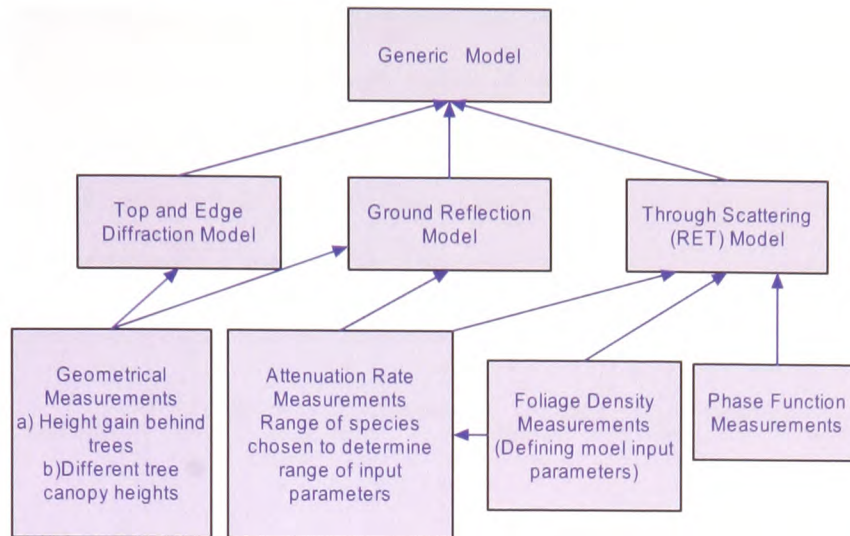 Generic Model
Top and Edge
Diffraction Model
Ground Reflection
Model
Through Scattering
(RET) Model
Geometrical
Measurements
a) Height gain behind
trees
b)Different tree
canopy heights
Attenuation Rate
Measurements
Range of species
chosen to determine
range of input
parameters
Foliage Density
Measurements
(Defining moel input
parameters)
Phase Function
Measurements